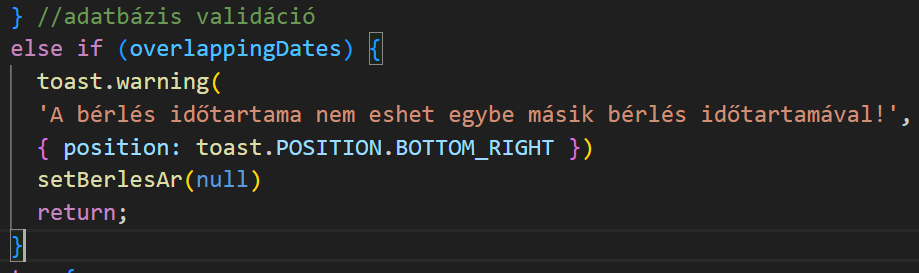 } //adatbázis validáció
else if (overlappingDates) {
toast.warning(
'A bérlés időtartama nem eshet egybe másik bérlés időtartamával!',
{ position: toast.POSITION.BOTTOM_RIGHT })
setBerlesAr(null)
return;
}